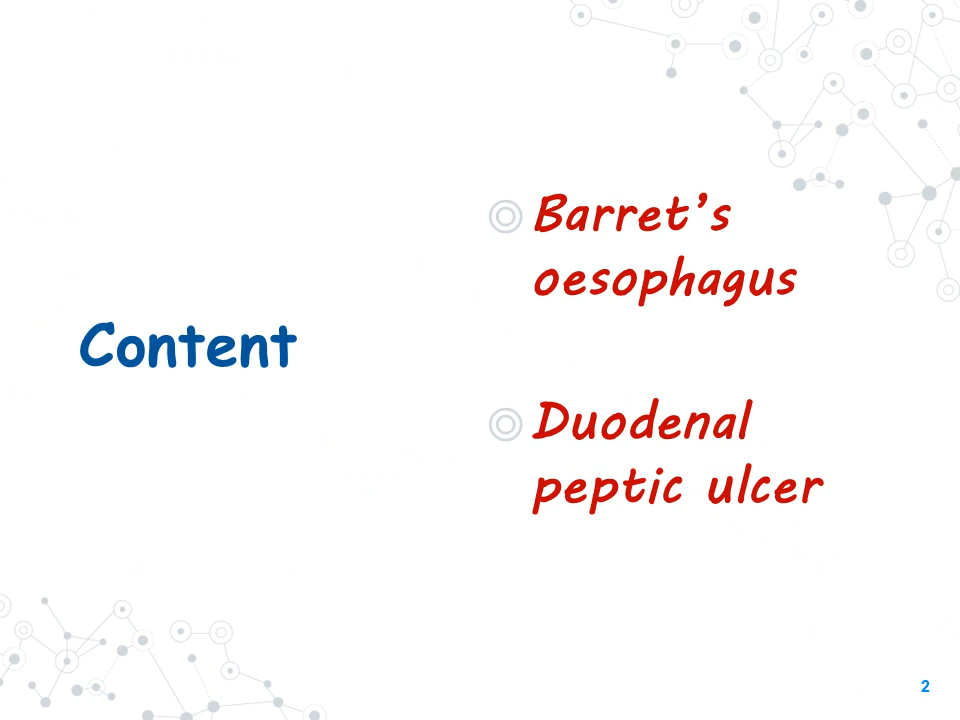 Content
Barret’s
oesophagus
Duodenal
peptic ulcer
2